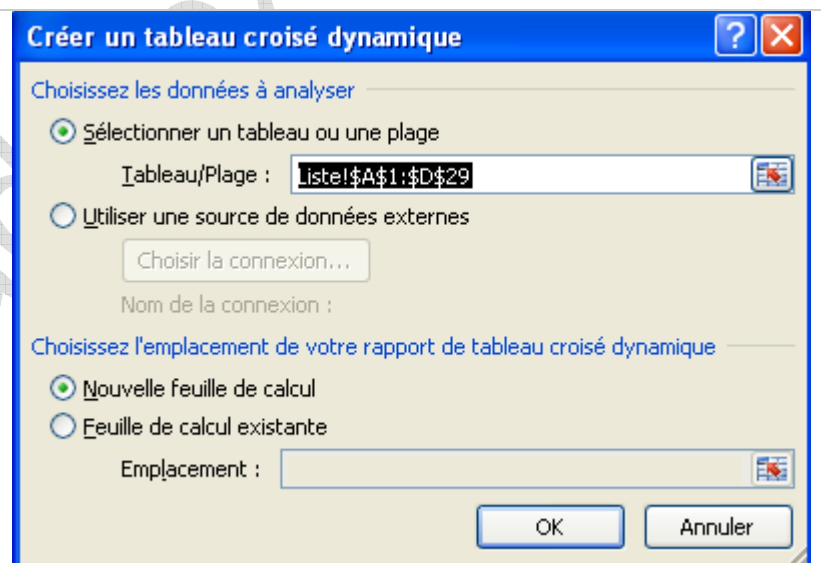 Créer un tableau croisé dynamique
Choisissez les données à analyser
Sélectionner un tableau ou une plage
Tableau/Plage : Liste!$A$1:$D$29
Utiliser une source de données externes
Choisir la connexion...
Nom de la connexion :
Choisissez l'emplacement de votre rapport de tableau croisé dynamique
Nouvelle feuille de calcul
Feuille de calcul existante
Emplacement :
OK Annuler